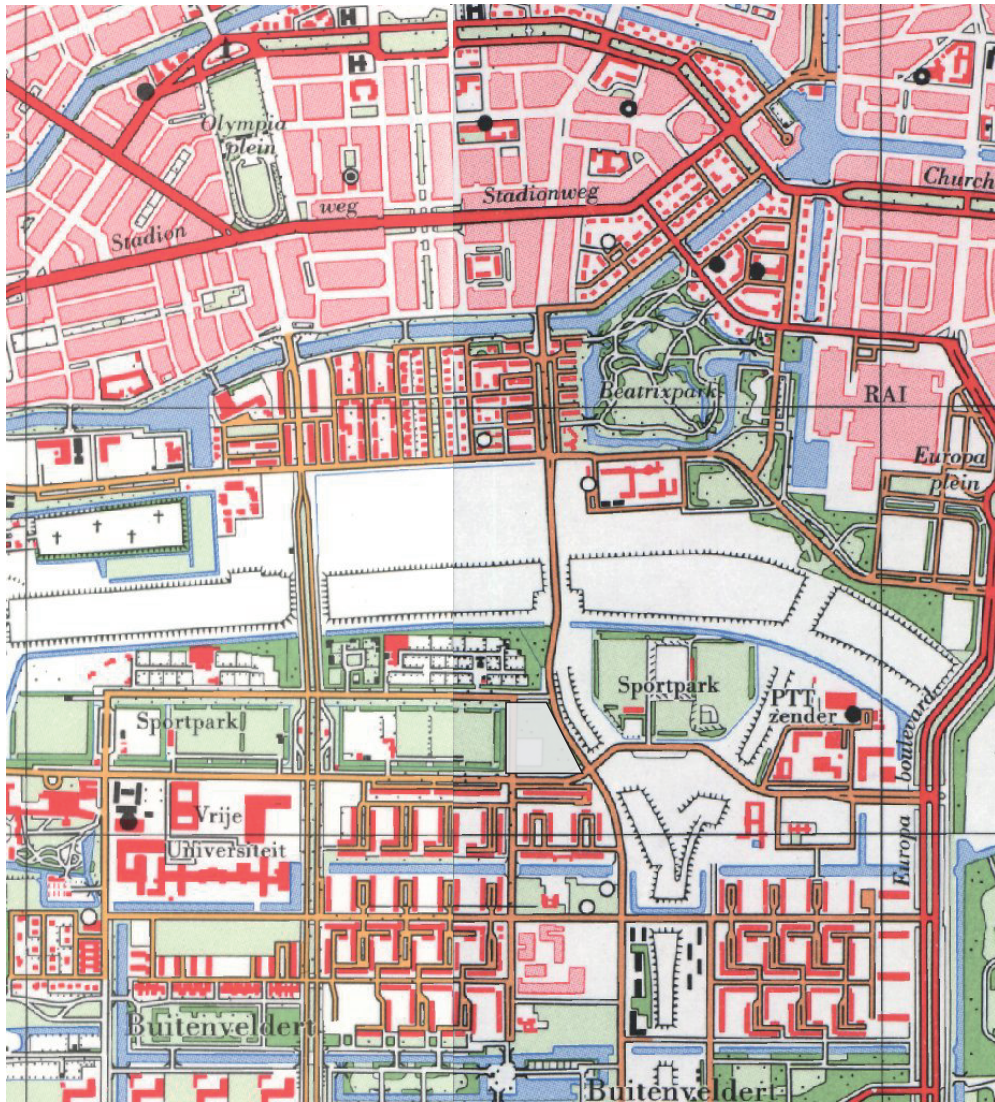 Olympia
plein
Stadion
weg
Stadionweg
Church
Beatrixpark
RAI
Europa
plein
Sportpark
Sportpark
PTT
zender
boulevard
Europa
Vrije
Universiteit
Buitenveldert
Buitenveldert